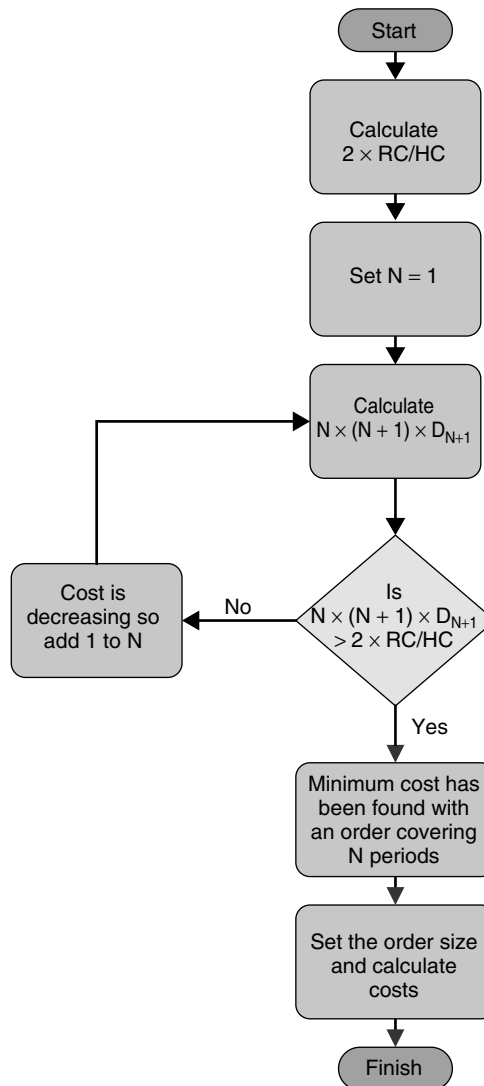 Start
Calculate
2 × RC/HC
Set N = 1
Calculate
N × (N + 1) × D_{N+1}
Is
N × (N + 1) × D_{N+1}
> 2 × RC/HC
No
Cost is
decreasing so
add 1 to N
Yes
Minimum cost has
been found with
an order covering
N periods
Set the order size
and calculate
costs
Finish